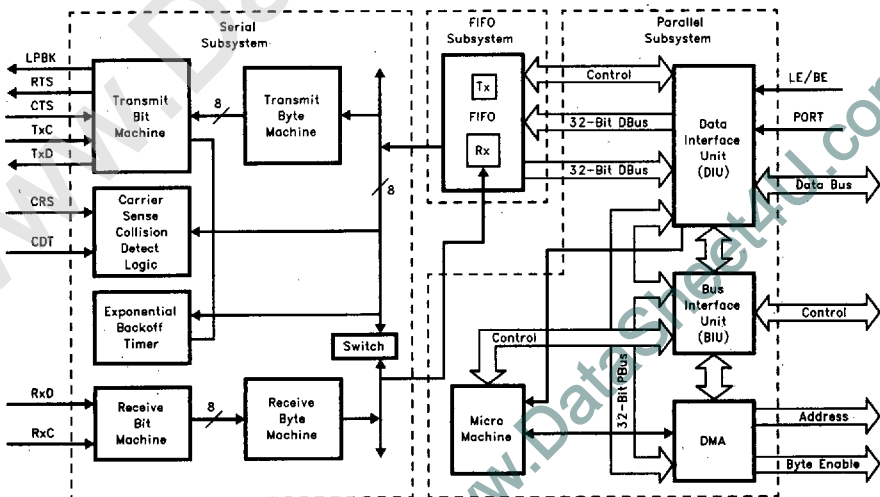 Serial
Subsystem
FIFO
Subsystem
Parallel
Subsystem
LPBK
RTS
CTS
TxC
TxD
Transmit
Bit
Machine
8
Transmit
Byte
Machine
Tx
FIFO
Rx
Control
32-Bit DBus
32-Bit DBus
Data
Interface
Unit
(DIU)
LE/BE
PORT
Data Bus
8
CRS
CDT
Carrier
Sense
Collision
Detect
Logic
Exponential
Backoff
Timer
Switch
Control
Bus
Interface
Unit
(BIU)
Control
32-Bit PBus
RxD
RxC
Receive
Bit
Machine
8
Receive
Byte
Machine
Micro
Machine
DMA
Address
Byte Enable
www.DataSheet4U.com
www.Da